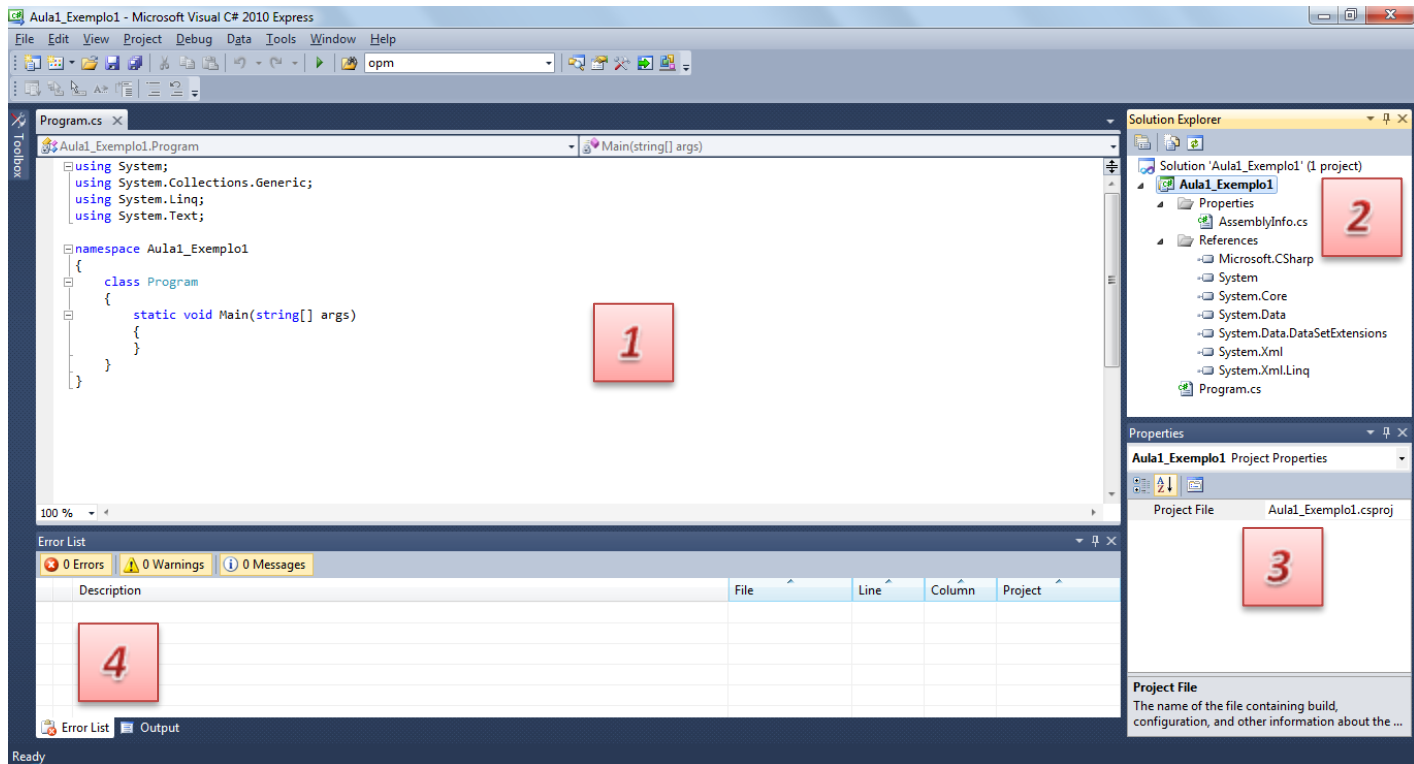 Aula1_Exemplo1 - Microsoft Visual C# 2010 Express
File Edit View Project Debug Data Tools Window Help
opm
Toolbox
Program.cs
Aula1_Exemplo1.Program
Main(string[] args)
using System;
using System.Collections.Generic;
using System.Linq;
using System.Text;
namespace Aula1_Exemplo1
{
class Program
{
static void Main(string[] args)
{
}
}
}
1
100 %
Solution Explorer
Solution 'Aula1_Exemplo1' (1 project)
Aula1_Exemplo1
Properties
AssemblyInfo.cs
References
Microsoft.CSharp
System
System.Core
System.Data
System.Data.DataSetExtensions
System.Xml
System.Xml.Linq
Program.cs
2
Properties
Aula1_Exemplo1 Project Properties
Project File Aula1_Exemplo1.csproj
3
Project File
The name of the file containing build,
configuration, and other information about the ...
Error List
0 Errors 0 Warnings 0 Messages
Description File Line Column Project
4
Error List Output
Ready